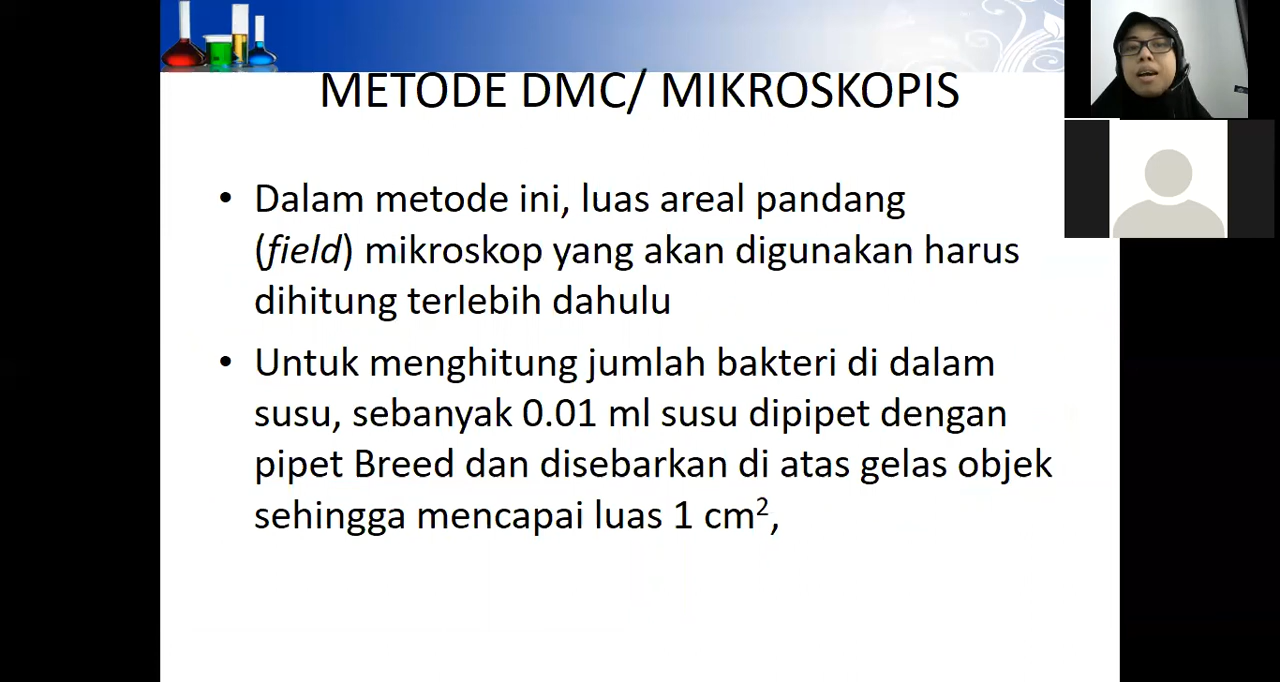 METODE DMC/ MIKROSKOPIS
• Dalam metode ini, luas areal pandang
(field) mikroskop yang akan digunakan harus
dihitung terlebih dahulu
• Untuk menghitung jumlah bakteri di dalam
susu, sebanyak 0.01 ml susu dipipet dengan
pipet Breed dan disebarkan di atas gelas objek
sehingga mencapai luas 1 cm²,